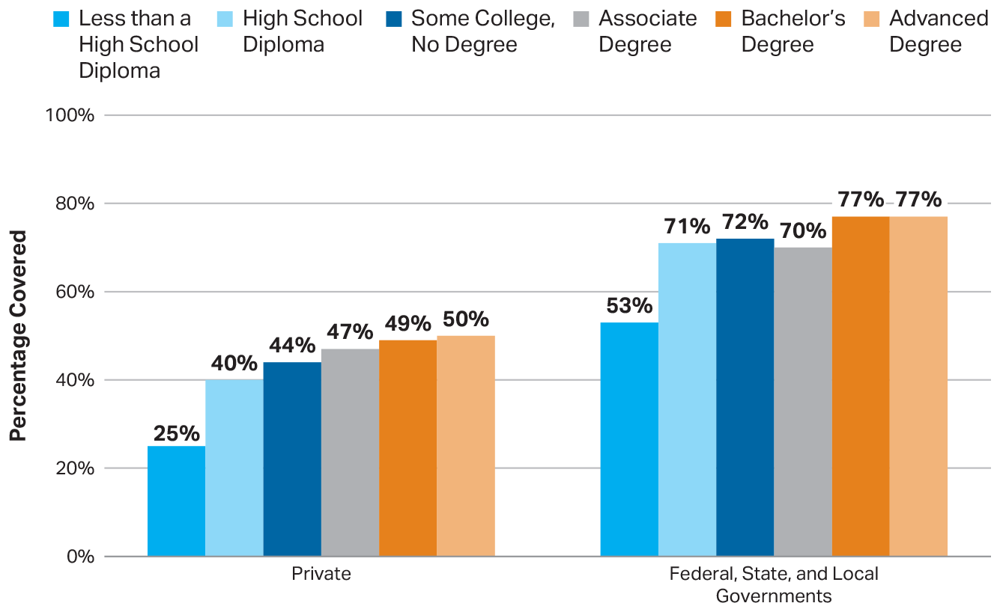 Less than a
High School
Diploma
High School
Diploma
Some College,
No Degree
Associate
Degree
Bachelor’s
Degree
Advanced
Degree
Percentage Covered
100%
80%
60%
40%
20%
0%
25%
40%
44%
47%
49%
50%
53%
71%
72%
70%
77%
77%
Private
Federal, State, and Local
Governments